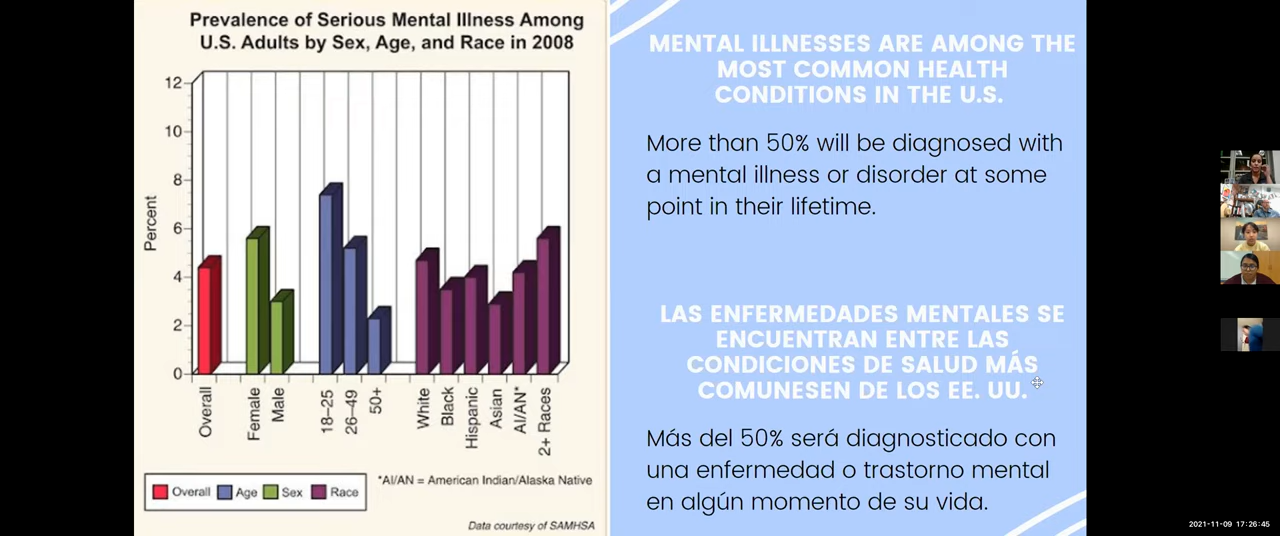 Prevalence of Serious Mental Illness Among
U.S. Adults by Sex, Age, and Race in 2008
12
10
8
6
4
2
0
Percent
Overall
Female
Male
18–25
26–49
50+
White
Black
Hispanic
Asian
AI/AN*
2+ Races
Overall
Age
Sex
Race
*AI/AN = American Indian/Alaska Native
Data courtesy of SAMHSA
MENTAL ILLNESSES ARE AMONG THE
MOST COMMON HEALTH
CONDITIONS IN THE U.S.
More than 50% will be diagnosed with
a mental illness or disorder at some
point in their lifetime.
LAS ENFERMEDADES MENTALES SE
ENCUENTRAN ENTRE LAS
CONDICIONES DE SALUD MÁS
COMUNESEN DE LOS EE. UU.
Más del 50% será diagnosticado con
una enfermedad o trastorno mental
en algún momento de su vida.
2021-11-09 17:26:45